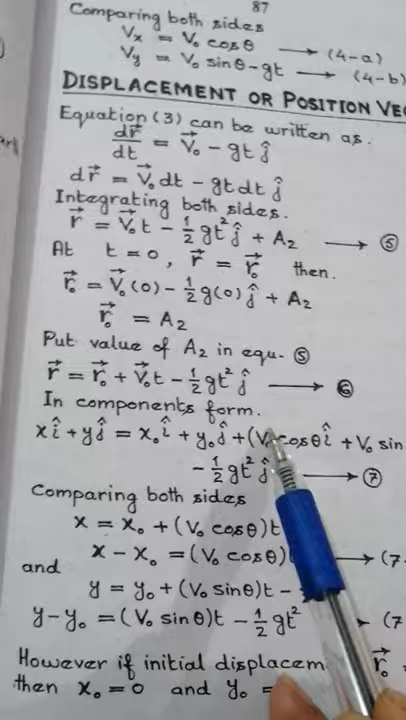 87
Comparing both sides
Vx = V₀ cosθ ⟶ (4-a)
Vy = V₀ sinθ - gt ⟶ (4-b)
DISPLACEMENT OR POSITION
Equation (3) can be written as.
dr⃗/dt = V⃗₀ - gt ĵ
dr⃗ = V⃗₀dt - gtdt ĵ
Integrating both sides.
r⃗ = V⃗₀t - ½gt²ĵ + A₂ ⟶ ⑤
At t = 0, r⃗ = r⃗₀ then.
r⃗₀ = V⃗₀(0) - ½g(0)ĵ + A₂
r⃗₀ = A₂
Put value of A₂ in equ. ⑤
r⃗ = r⃗₀ + V⃗₀t - ½gt²ĵ ⟶ ⑥
In components form.
xî + yĵ = x₀î + y₀ĵ + (V₀cosθî + V₀ sin
- ½gt²ĵ ⟶ ⑦
Comparing both sides
x = x₀ + (V₀ cosθ)t
x - x₀ = (V₀ cosθ) ⟶ (7
and
y = y₀ + (V₀ sinθ)t -
y - y₀ = (V₀ sinθ)t - ½gt² (7
However if initial r⃗₀
then x₀ = 0 and y₀ =